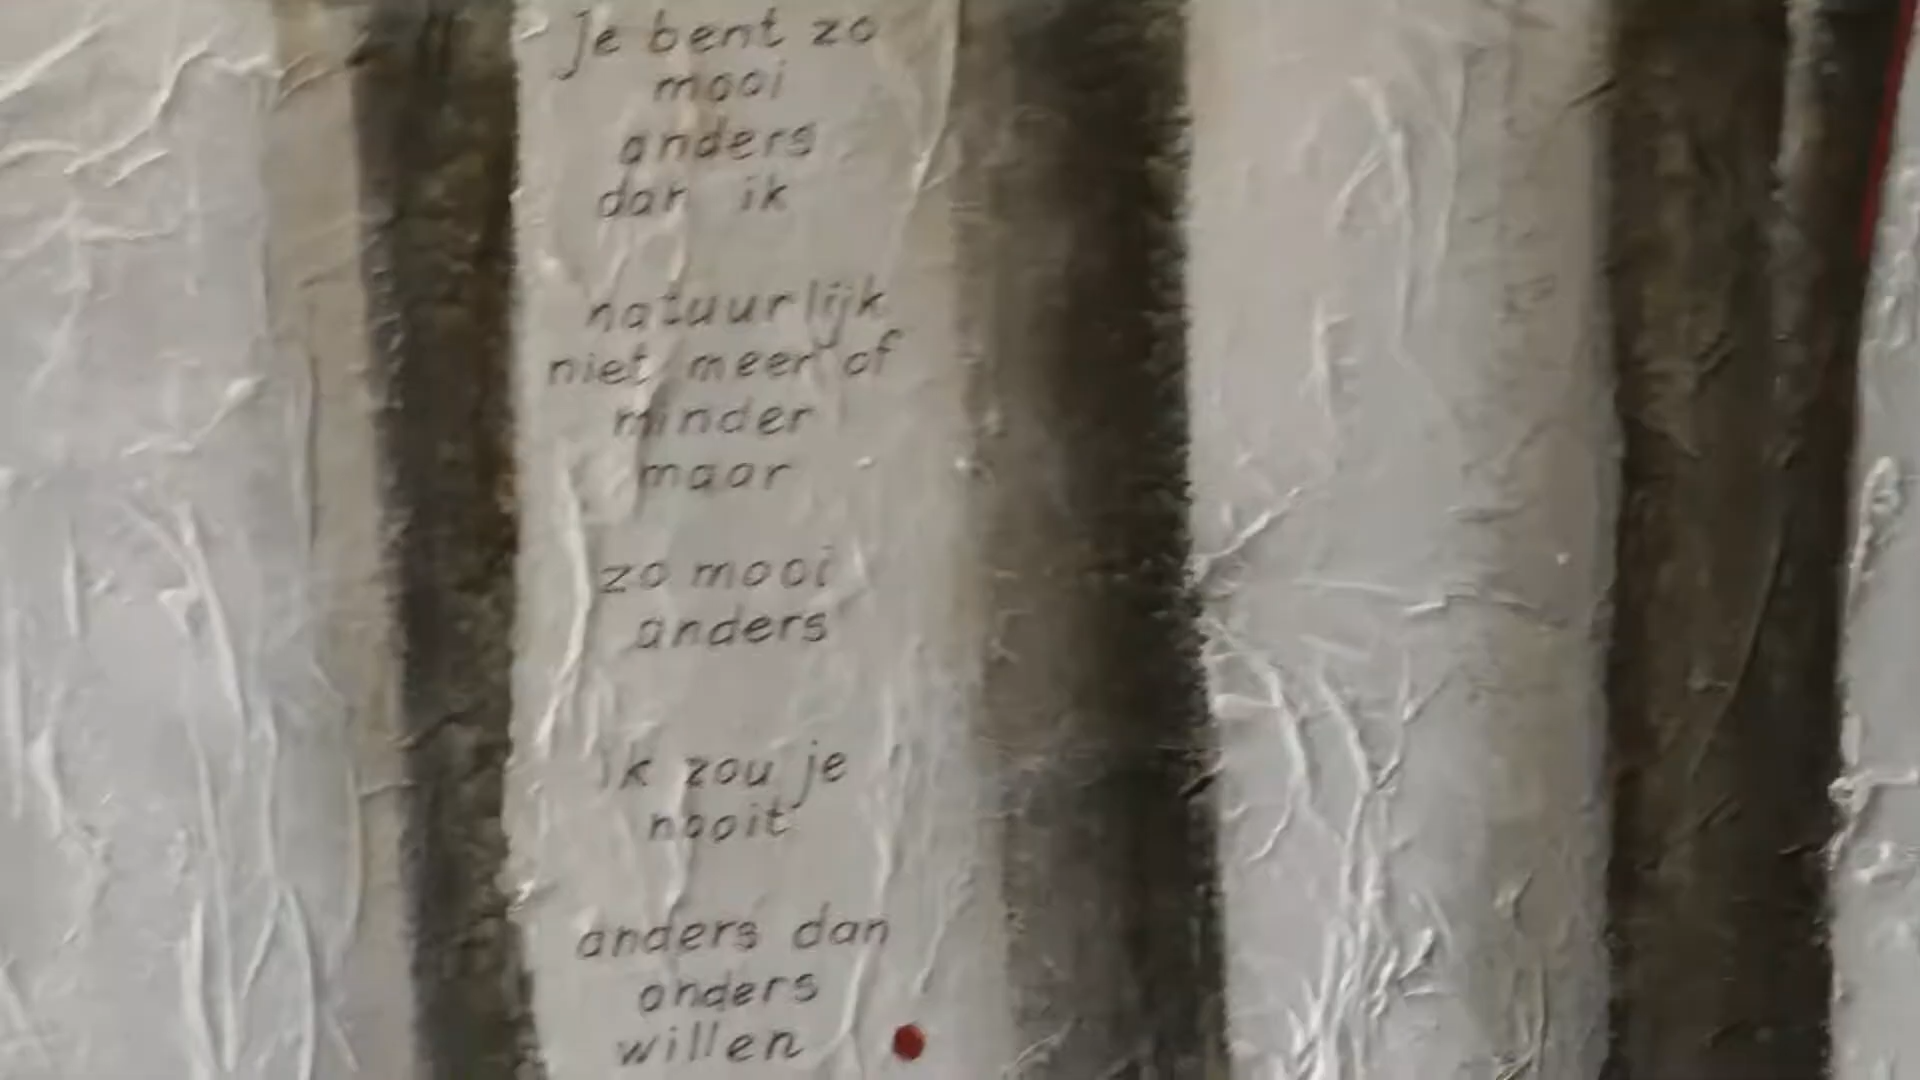 je bent zo
mooi
anders
dan ik
natuurlijk
niet meer of
minder
maar
zo mooi
anders
ik zou je
nooit
anders dan
anders
willen